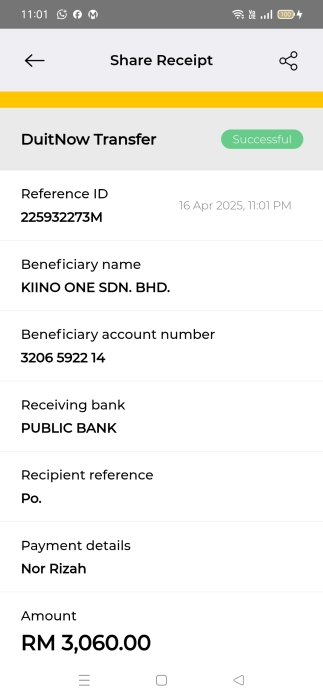 11:01
100
Share Receipt
DuitNow Transfer
Successful
Reference ID
225932273M
16 Apr 2025, 11:01 PM
Beneficiary name
KIINO ONE SDN. BHD.
Beneficiary account number
3206 5922 14
Receiving bank
PUBLIC BANK
Recipient reference
Po.
Payment details
Nor Rizah
Amount
RM 3,060.00